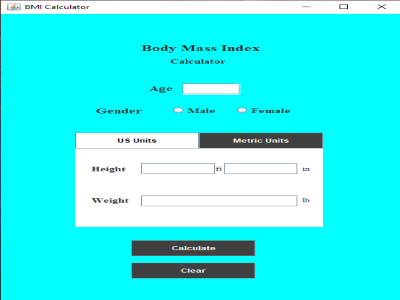 BMI Calculator
Body Mass Index
Calculator
Age
Gender Male Female
US Units Metric Units
Height ft in
Weight lb
Calculate
Clear